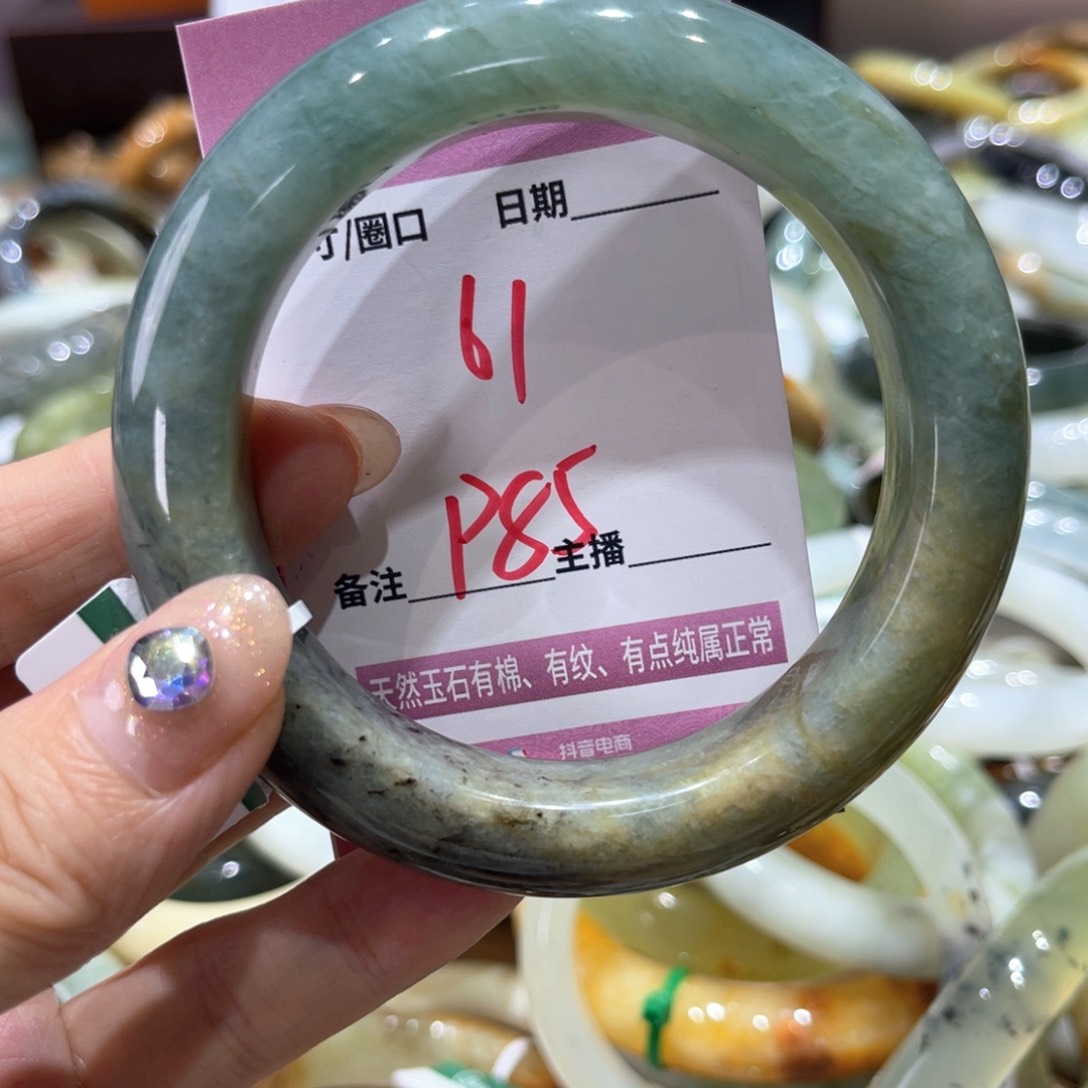 寸/圈口 日期
61
P85
备注 主播
天然玉石有棉、有纹、有点纯属正常
抖音电商